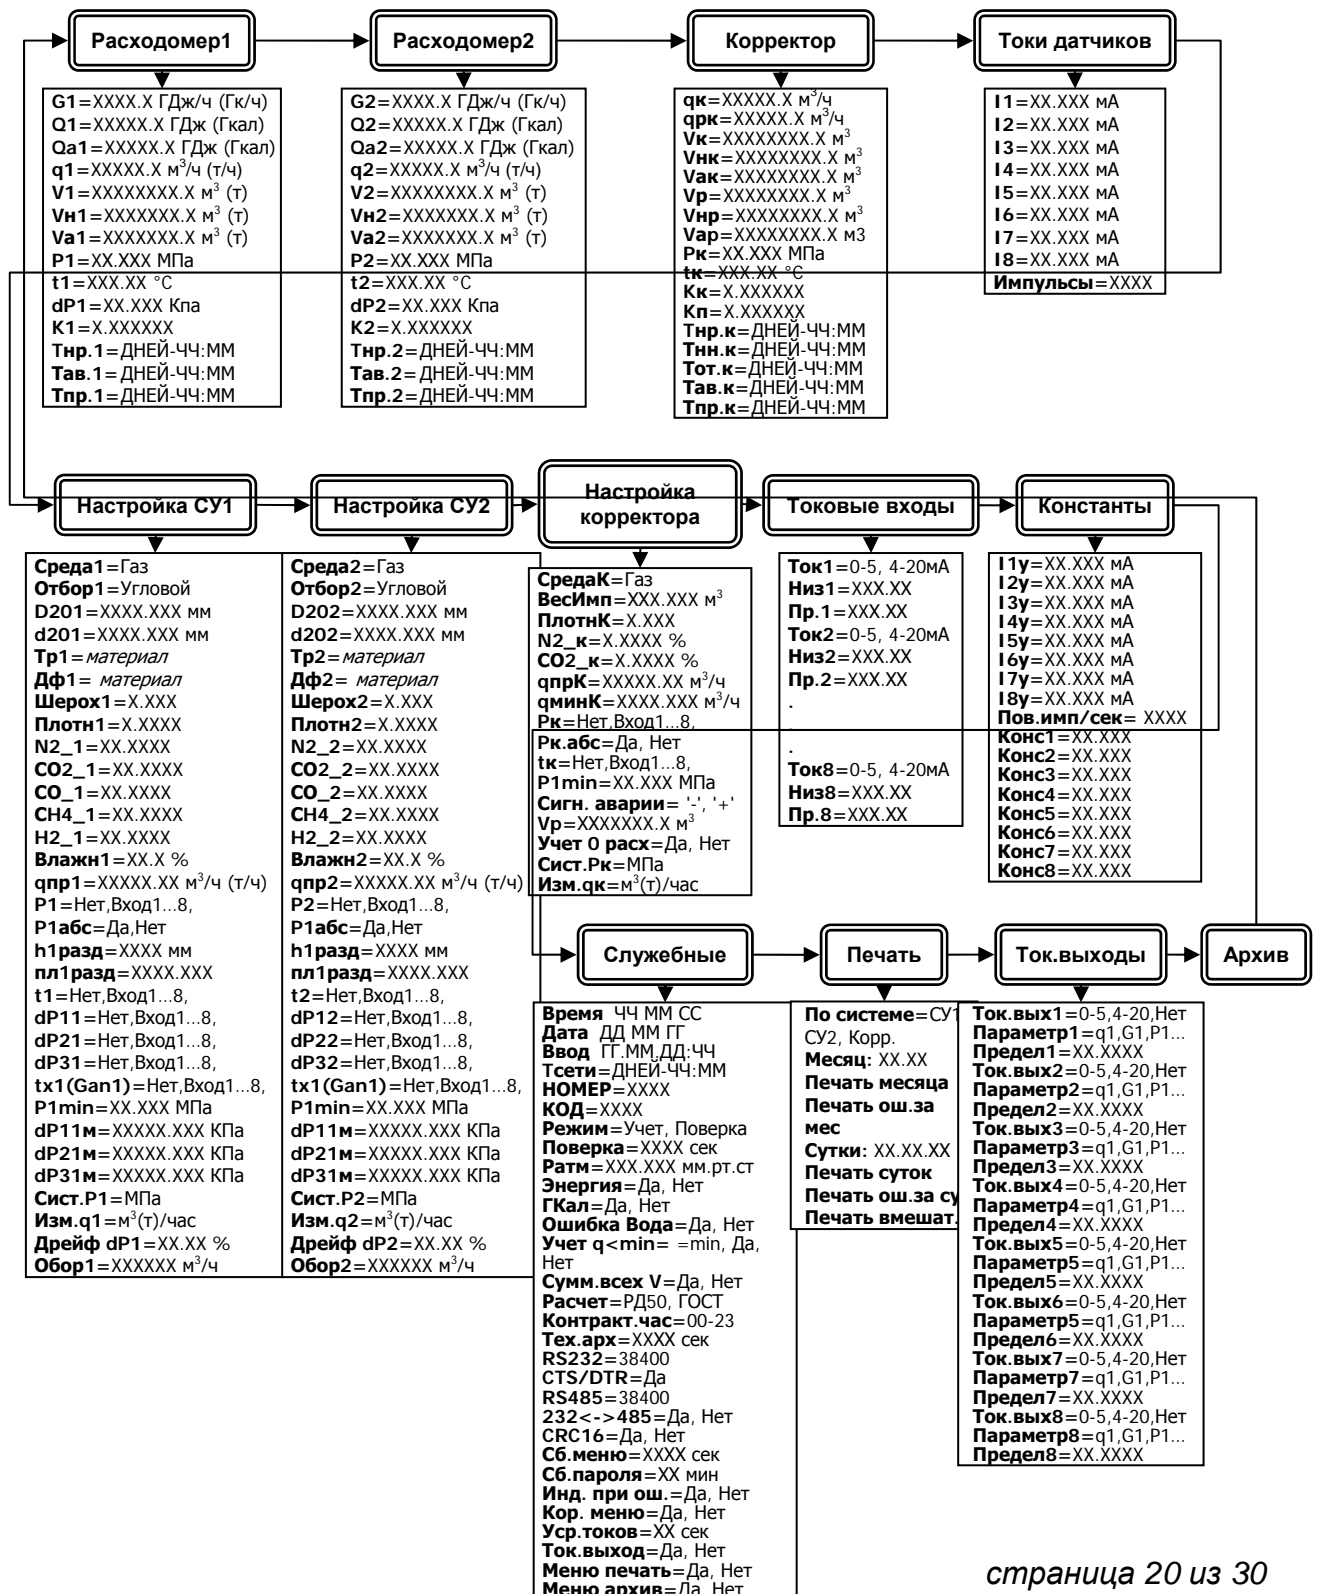 Расходомер1
G1=XXXX.X ГДж/ч (Гк/ч)
Q1=XXXXX.X ГДж (Гкал)
Qa1=XXXXX.X ГДж (Гкал)
q1=XXXXX.X м³/ч (т/ч)
V1=XXXXXXXX.X м³ (т)
Vн1=XXXXXXX.X м³ (т)
Va1=XXXXXXX.X м³ (т)
P1=XX.XXX МПа
t1=XXX.XX °C
dP1=XX.XXX Кпа
K1=X.XXXXXX
Tнр.1=ДНЕЙ-ЧЧ:ММ
Tав.1=ДНЕЙ-ЧЧ:ММ
Tпр.1=ДНЕЙ-ЧЧ:ММ
Расходомер2
G2=XXXX.X ГДж/ч (Гк/ч)
Q2=XXXXX.X ГДж (Гкал)
Qa2=XXXXX.X ГДж (Гкал)
q2=XXXXX.X м³/ч (т/ч)
V2=XXXXXXXX.X м³ (т)
Vн2=XXXXXXX.X м³ (т)
Va2=XXXXXXX.X м³ (т)
P2=XX.XXX МПа
t2=XXX.XX °C
dP2=XX.XXX Кпа
K2=X.XXXXXX
Tнр.2=ДНЕЙ-ЧЧ:ММ
Tав.2=ДНЕЙ-ЧЧ:ММ
Tпр.2=ДНЕЙ-ЧЧ:ММ
Корректор
qк=XXXXX.X м³/ч
qрк=XXXXX.X м³/ч
Vк=XXXXXXXX.X м³
Vнк=XXXXXXXX.X м³
Vак=XXXXXXXX.X м³
Vр=XXXXXXXX.X м³
Vнр=XXXXXXXX.X м³
Vар=XXXXXXXX.X м3
Pк=XX.XXX МПа
tк=XXX.XX °C
Kк=X.XXXXXX
Kп=X.XXXXXX
Tнр.к=ДНЕЙ-ЧЧ:ММ
Tнн.к=ДНЕЙ-ЧЧ:ММ
Tот.к=ДНЕЙ-ЧЧ:ММ
Tав.к=ДНЕЙ-ЧЧ:ММ
Tпр.к=ДНЕЙ-ЧЧ:ММ
Токи датчиков
I1=XX.XXX мА
I2=XX.XXX мА
I3=XX.XXX мА
I4=XX.XXX мА
I5=XX.XXX мА
I6=XX.XXX мА
I7=XX.XXX мА
I8=XX.XXX мА
Импульсы=XXXX
Настройка СУ1
Среда1=Газ
Отбор1=Угловой
D201=XXXX.XXX мм
d201=XXXX.XXX мм
Тр1=материал
Дф1= материал
Шерох1=X.XXX
Плотн1=X.XXXX
N2_1=XX.XXXX
CO2_1=XX.XXXX
CO_1=XX.XXXX
CH4_1=XX.XXXX
H2_1=XX.XXXX
Влажн1=XX.X %
qпр1=XXXXX.XX м³/ч (т/ч)
P1=Нет,Вход1...8,
P1абс=Да,Нет
h1разд=XXXX мм
пл1разд=XXXX.XXX
t1=Нет,Вход1...8,
dP11=Нет,Вход1...8,
dP21=Нет,Вход1...8,
dP31=Нет,Вход1...8,
tx1(Gan1)=Нет,Вход1...8,
P1min=XX.XXX МПа
dP11м=XXXXX.XXX КПа
dP21м=XXXXX.XXX КПа
dP31м=XXXXX.XXX КПа
Сист.P1=МПа
Изм.q1=м³(т)/час
Дрейф dP1=XX.XX %
Обор1=XXXXXX м³/ч
Настройка СУ2
Среда2=Газ
Отбор2=Угловой
D202=XXXX.XXX мм
d202=XXXX.XXX мм
Тр2=материал
Дф2= материал
Шерох2=X.XXX
Плотн2=X.XXXX
N2_2=XX.XXXX
CO2_2=XX.XXXX
CO_2=XX.XXXX
CH4_2=XX.XXXX
H2_2=XX.XXXX
Влажн2=XX.X %
qпр2=XXXXX.XX м³/ч (т/ч)
P2=Нет,Вход1...8,
P1абс=Да,Нет
h1разд=XXXX мм
пл1разд=XXXX.XXX
t2=Нет,Вход1...8,
dP12=Нет,Вход1...8,
dP22=Нет,Вход1...8,
dP32=Нет,Вход1...8,
tx1(Gan1)=Нет,Вход1...8,
P1min=XX.XXX МПа
dP11м=XXXXX.XXX КПа
dP21м=XXXXX.XXX КПа
dP31м=XXXXX.XXX КПа
Сист.P2=МПа
Изм.q2=м³(т)/час
Дрейф dP2=XX.XX %
Обор2=XXXXXX м³/ч
Настройка
корректора
СредаК=Газ
ВесИмп=XXX.XXX м³
ПлотнК=X.XXX
N2_к=X.XXXX %
CO2_к=X.XXXX %
qпрК=XXXXX.XX м³/ч
qминК=XXXXX.XXX м³/ч
Pк=Нет,Вход1...8,
Pк.абс=Да, Нет
tк=Нет,Вход1...8,
P1min=XX.XXX МПа
Сигн. аварии= '-', '+'
Vр=XXXXXXX.X м³
Учет 0 расх=Да, Нет
Сист.Рк=МПа
Изм.qк=м³(т)/час
Токовые входы
Ток1=0-5, 4-20мА
Низ1=XXX.XX
Пр.1=XXX.XX
Ток2=0-5, 4-20мА
Низ2=XXX.XX
Пр.2=XXX.XX
.
.
.
Ток8=0-5, 4-20мА
Низ8=XXX.XX
Пр.8=XXX.XX
Константы
I1у=XX.XXX мА
I2у=XX.XXX мА
I3у=XX.XXX мА
I4у=XX.XXX мА
I5у=XX.XXX мА
I6у=XX.XXX мА
I7у=XX.XXX мА
I8у=XX.XXX мА
Пов.имп/сек= XXXX
Конс1=XX.XXX
Конс2=XX.XXX
Конс3=XX.XXX
Конс4=XX.XXX
Конс5=XX.XXX
Конс6=XX.XXX
Конс7=XX.XXX
Конс8=XX.XXX
Служебные
Время ЧЧ ММ СС
Дата ДД ММ ГГ
Ввод ГГ.ММ.ДД:ЧЧ
Тсети=ДНЕЙ-ЧЧ:ММ
НОМЕР=XXXX
КОД=XXXX
Режим=Учет, Поверка
Поверка=XXXX сек
Ратм=XXX.XXX мм.рт.ст
Энергия=Да, Нет
ГКал=Да, Нет
Ошибка Вода=Да, Нет
Учет q<min= =min, Да,
Нет
Сумм.всех V=Да, Нет
Расчет=РД50, ГОСТ
Контракт.час=00-23
Тех.арх=XXXX сек
RS232=38400
CTS/DTR=Да
RS485=38400
232<->485=Да, Нет
CRC16=Да, Нет
Сб.меню=XXXX сек
Сб.пароля=XX мин
Инд. при ош.=Да, Нет
Кор. меню=Да, Нет
Уср.токов=XX сек
Ток.выход=Да, Нет
Меню печать=Да, Нет
Меню архив=Да, Нет
Печать
По системе=СУ1
СУ2, Корр.
Месяц: XX.XX
Печать месяца
Печать ош.за
мес
Сутки: XX.XX.XX
Печать суток
Печать ош.за су
Печать вмешат.
Ток.выходы
Ток.вых1=0-5,4-20,Нет
Параметр1=q1,G1,P1...
Предел1=XX.XXXX
Ток.вых2=0-5,4-20,Нет
Параметр2=q1,G1,P1...
Предел2=XX.XXXX
Ток.вых3=0-5,4-20,Нет
Параметр3=q1,G1,P1...
Предел3=XX.XXXX
Ток.вых4=0-5,4-20,Нет
Параметр4=q1,G1,P1...
Предел4=XX.XXXX
Ток.вых5=0-5,4-20,Нет
Параметр5=q1,G1,P1...
Предел5=XX.XXXX
Ток.вых6=0-5,4-20,Нет
Параметр5=q1,G1,P1...
Предел6=XX.XXXX
Ток.вых7=0-5,4-20,Нет
Параметр7=q1,G1,P1...
Предел7=XX.XXXX
Ток.вых8=0-5,4-20,Нет
Параметр8=q1,G1,P1...
Предел8=XX.XXXX
Архив
страница 20 из 30